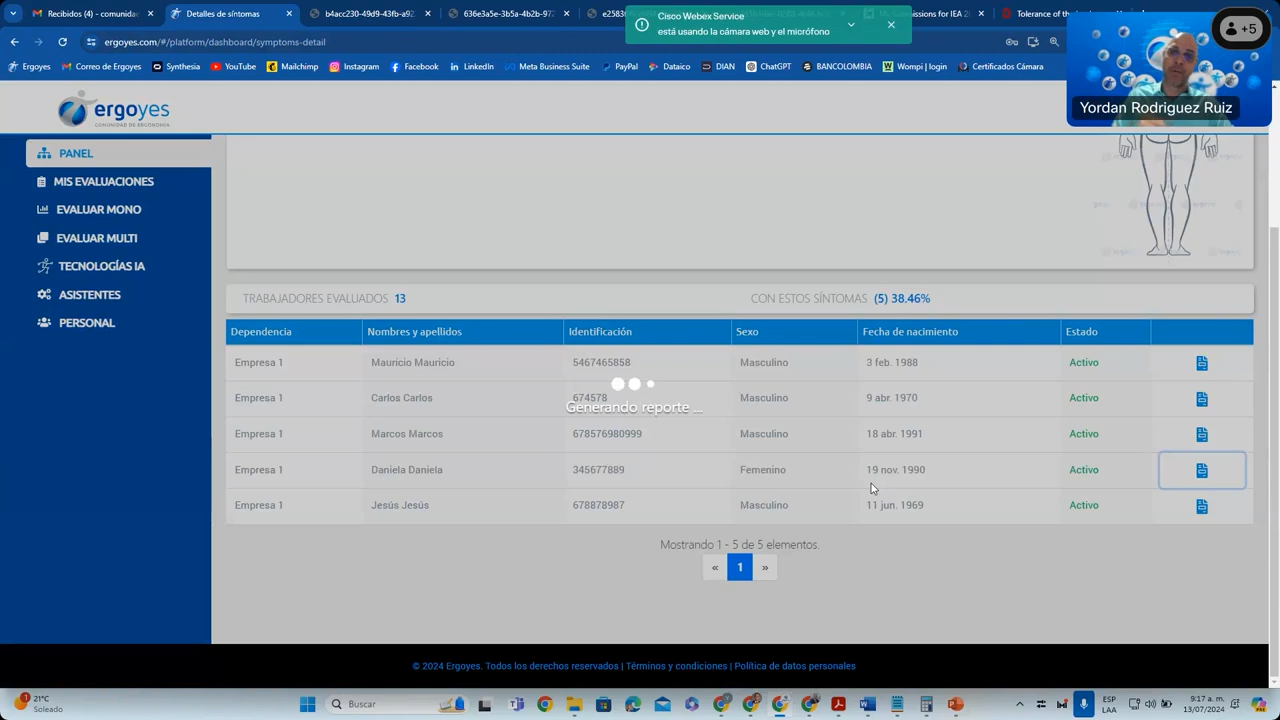 Recibidos (4) - comunida
Detalles de síntomas
b4acc230-49d9-43fb-a92
636e3a5e-3b5a-4b2b-972
Cisco Webex Service
está usando la cámara web y el micrófono
+5
ergoyes.com/#/platform/dashboard/symptoms-detail
Ergoyes
Correo de Ergoyes
Synthesia
YouTube
Mailchimp
Instagram
Facebook
LinkedIn
Meta Business Suite
PayPal
Dataico
DIAN
ChatGPT
BANCOLOMBIA
Wompi | login
Certificados Cámara
Yordan Rodriguez Ruiz
ergoyes
COMUNIDAD DE ERGONOMÍA
PANEL
MIS EVALUACIONES
EVALUAR MONO
EVALUAR MULTI
TECNOLOGÍAS IA
ASISTENTES
PERSONAL
TRABAJADORES EVALUADOS 13
CON ESTOS SÍNTOMAS (5) 38.46%
Dependencia Nombres y apellidos Identificación Sexo Fecha de nacimiento Estado
Empresa 1 Mauricio Mauricio 5467465858 Masculino 3 feb. 1988 Activo
Empresa 1 Carlos Carlos 674578 Masculino 9 abr. 1970 Activo
Generando reporte ...
Empresa 1 Marcos Marcos 678576980999 Masculino 18 abr. 1991 Activo
Empresa 1 Daniela Daniela 345677889 Femenino 19 nov. 1990 Activo
Empresa 1 Jesús Jesús 678878987 Masculino 11 jun. 1969 Activo
Mostrando 1 - 5 de 5 elementos.
« 1 »
© 2024 Ergoyes. Todos los derechos reservados | Términos y condiciones | Política de datos personales
21°C
Soleado
Buscar
ESP
LAA
9:17 a. m.
13/07/2024